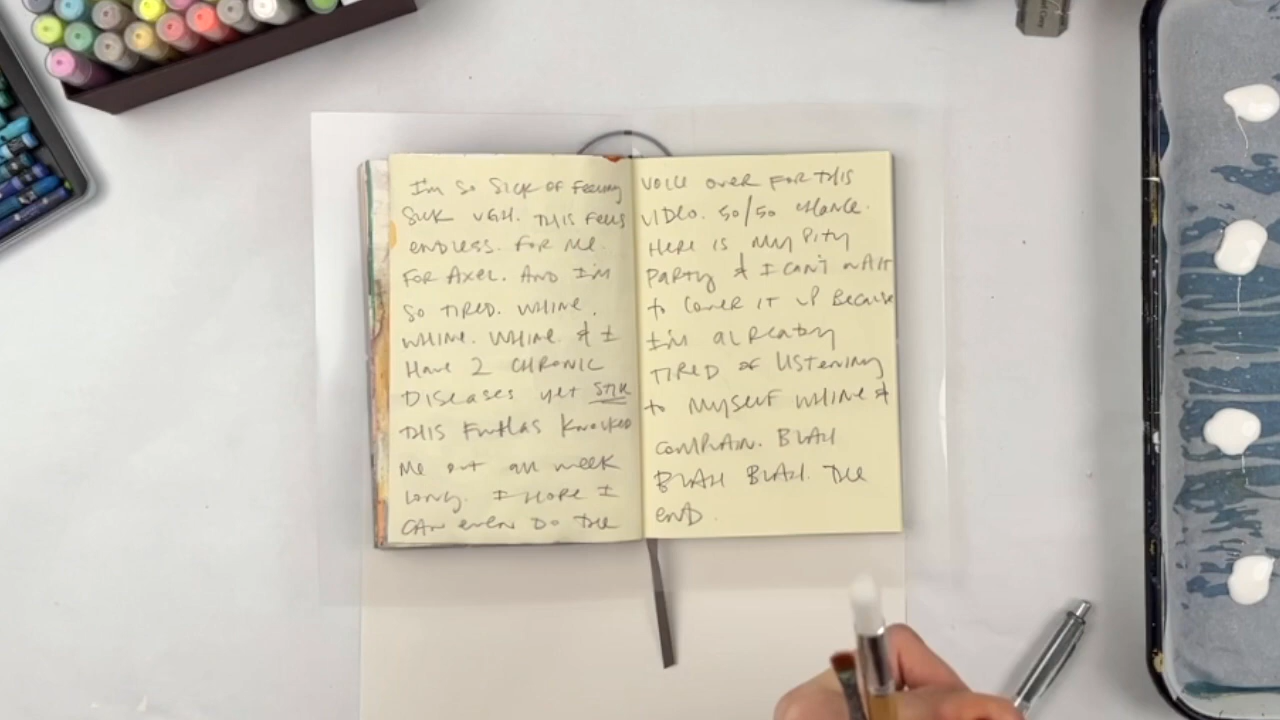 I'm so sick of feeling
sick ugh. This feels
endless. For me.
For Axel. And I'm
so tired. Whine.
Whine. Whine. & I
have 2 chronic
diseases yet still
this has knocked
me out all week
long. I hope I
can even do the
voice over for this
video. 50/50 chance.
Here is my pity
party & I can't wait
to cover it up because
I'm already
tired of listening
to myself whine &
complain. Blah
blah blah. The
end.